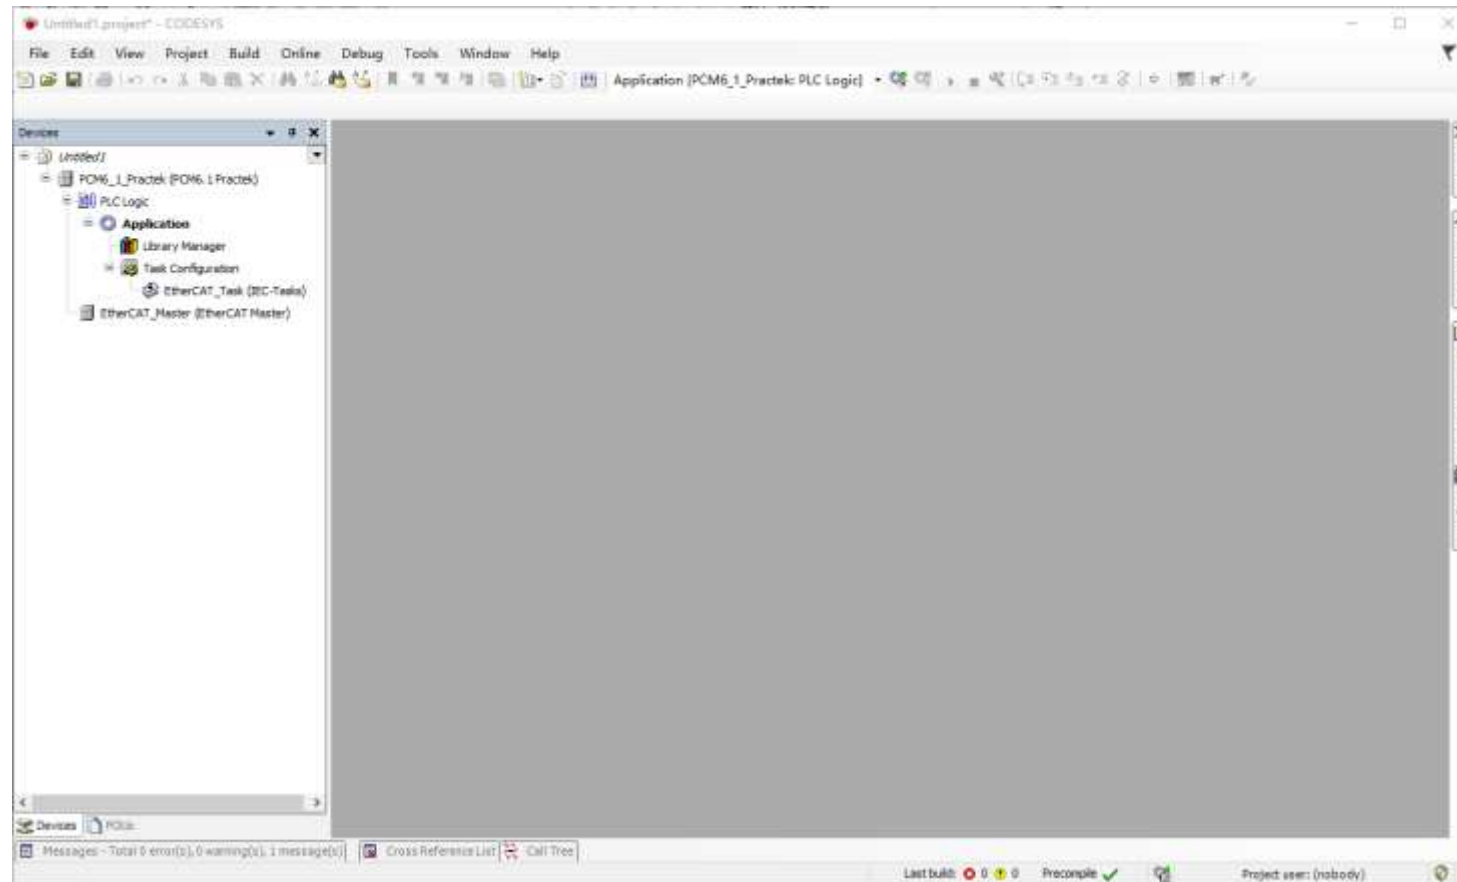 Untitled1.project* - CODESYS
File Edit View Project Build Online Debug Tools Window Help
Application [PCM6_1_Practek: PLC Logic]
Devices
Untitled1
PCM6_1_Practek (PCM6.1 Practek)
PLC Logic
Application
Library Manager
Task Configuration
EtherCAT_Task (IEC-Tasks)
EtherCAT_Master (EtherCAT Master)
Devices POUs
Messages - Total 0 error(s), 0 warning(s), 1 message(s) Cross Reference List Call Tree
Last build: 0 0 Precompile Project user: (nobody)